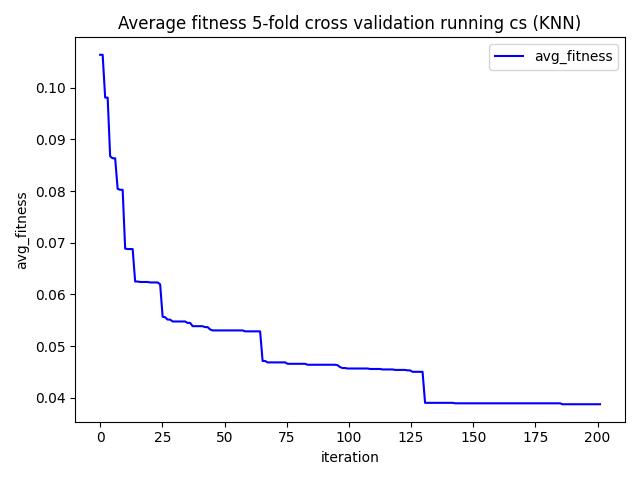 Average fitness 5-fold cross validation running cs (KNN)
avg_fitness
0.10
0.09
0.08
0.07
0.06
0.05
0.04
avg_fitness
0 25 50 75 100 125 150 175 200
iteration